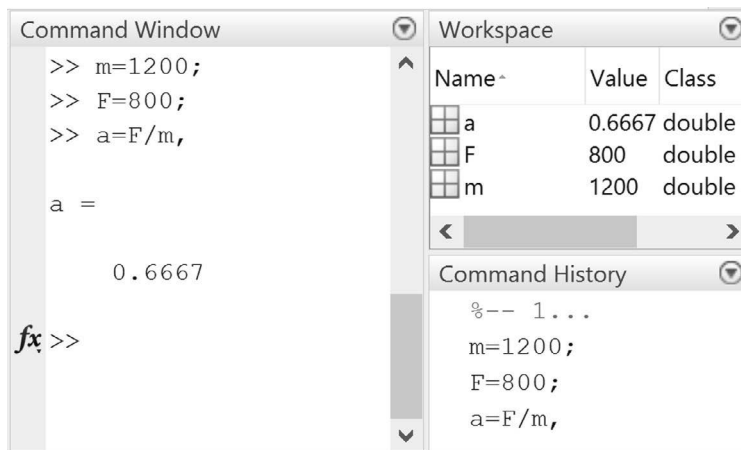 Command Window
>> m=1200;
>> F=800;
>> a=F/m,
a =
0.6667
fx >>
Workspace
Name Value Class
a 0.6667 double
F 800 double
m 1200 double
Command History
%-- 1...
m=1200;
F=800;
a=F/m,